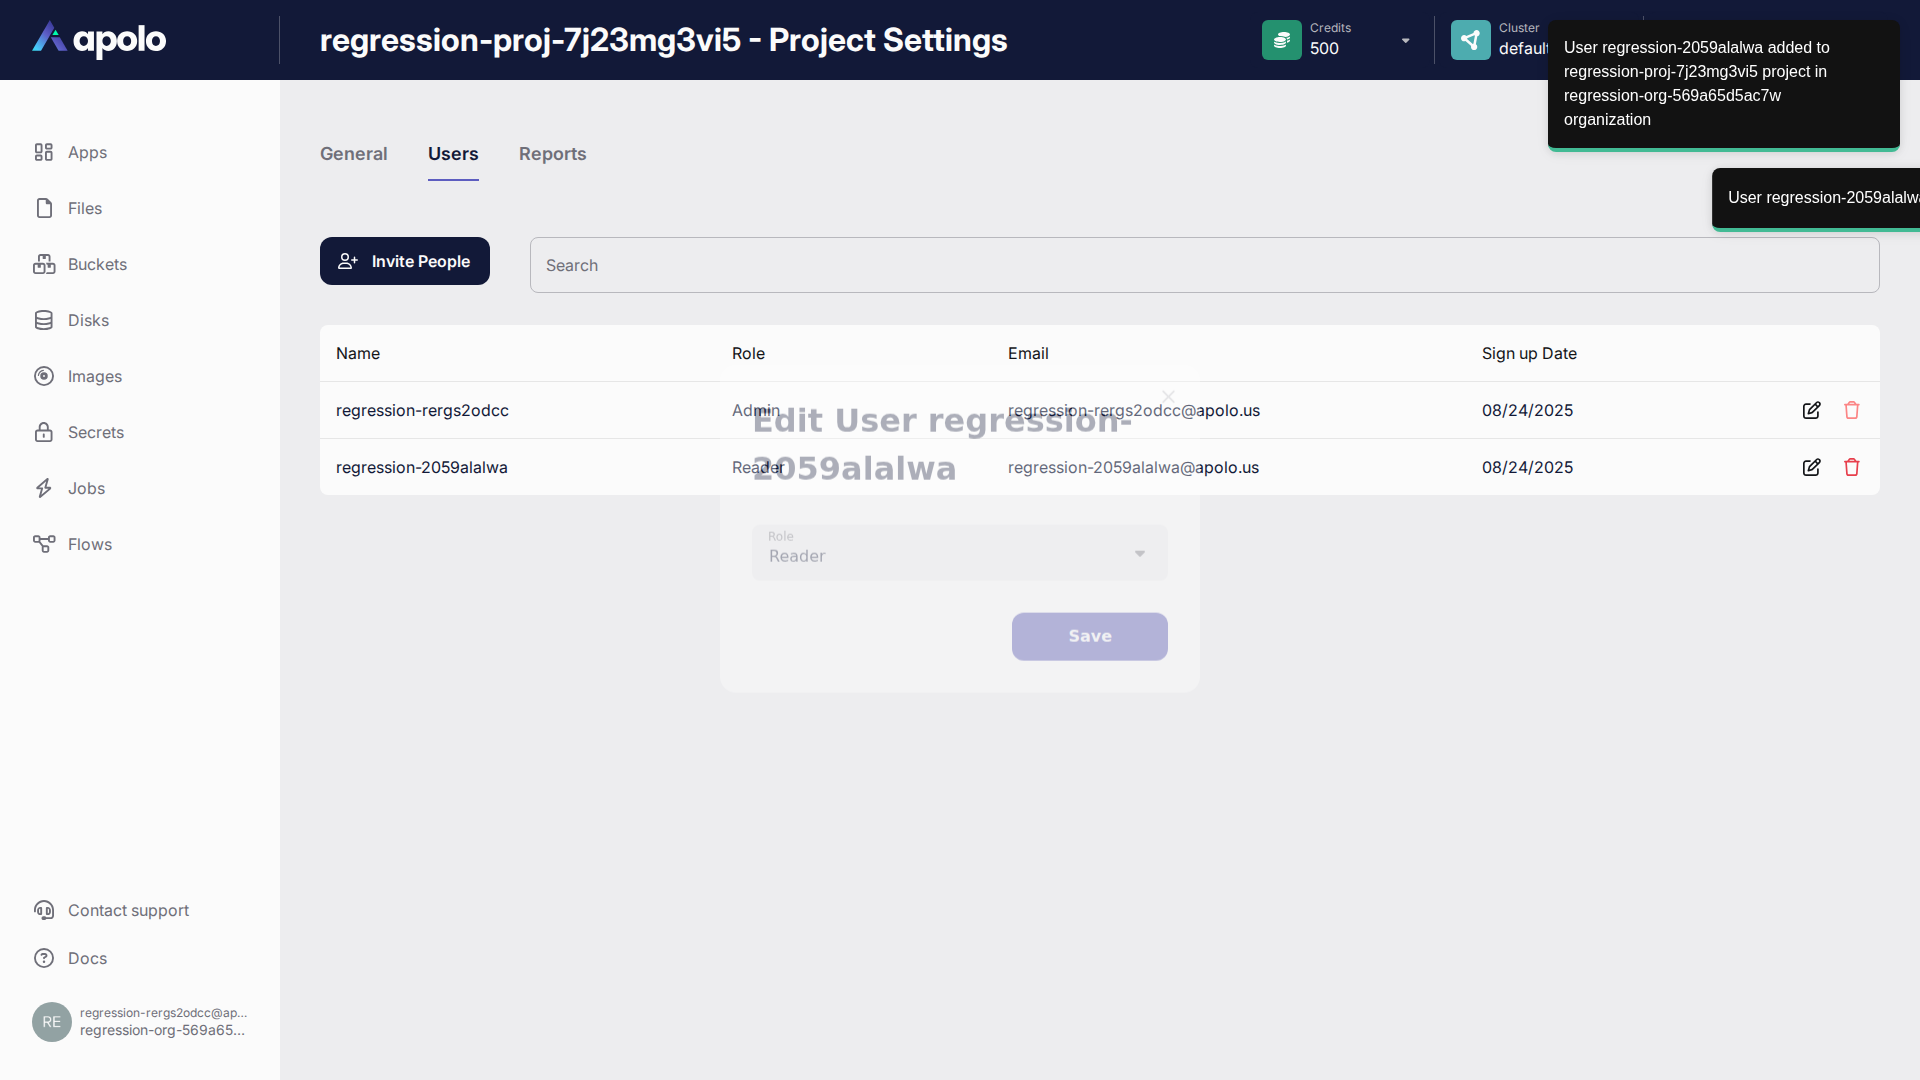 apolo
regression-proj-7j23mg3vi5 - Project Settings
Credits
500
Cluster
default
User regression-2059alalwa added to
regression-proj-7j23mg3vi5 project in
regression-org-569a65d5ac7w
organization
User regression-2059alalwa
Apps
Files
Buckets
Disks
Images
Secrets
Jobs
Flows
Contact support
Docs
RE
regression-rergs2odcc@ap...
regression-org-569a65...
General
Users
Reports
Invite People
Search
Name Role Email Sign up Date
regression-rergs2odcc Admin regression-rergs2odcc@apolo.us 08/24/2025
regression-2059alalwa Reader regression-2059alalwa@apolo.us 08/24/2025
Edit User regression-
2059alalwa
Role
Reader
Save